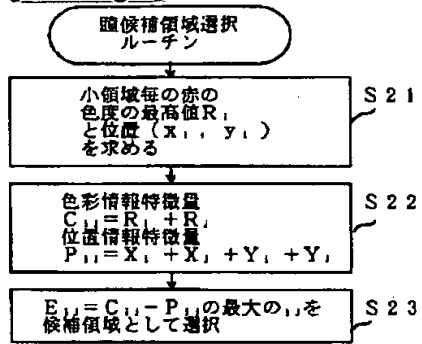 瞳候補領域選択
ルーチン
小領域毎の赤の
色度の最高値Rᵢ
と位置（xᵢ，yᵢ）
を求める
S21
色彩情報特徴量
Cᵢⱼ＝Rᵢ＋Rⱼ
位置情報特徴量
Pᵢⱼ＝Xᵢ＋Xⱼ＋Yᵢ＋Yⱼ
S22
Eᵢⱼ＝Cᵢⱼ－Pᵢⱼの最大のᵢⱼを
候補領域として選択
S23